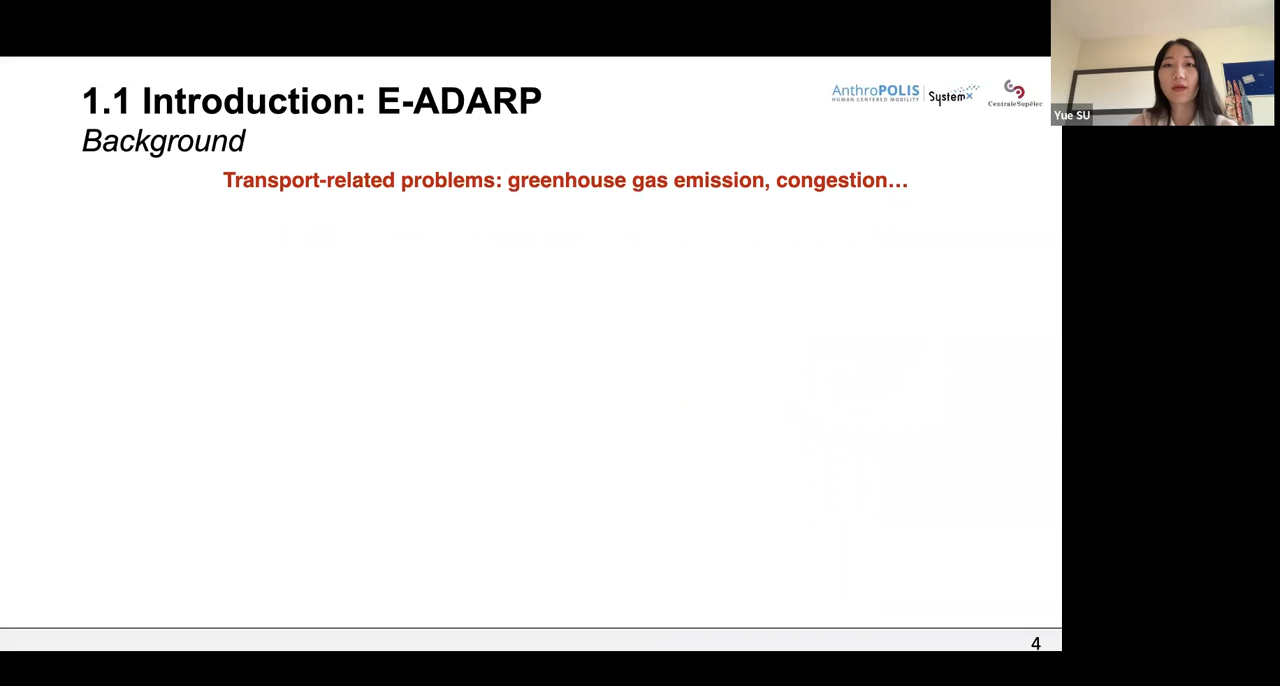 1.1 Introduction: E-ADARP
Background
Transport-related problems: greenhouse gas emission, congestion...
AnthroPOLIS
HUMAN CENTERED MOBILITY
SystemX
CentraleSupélec
Yue SU
4